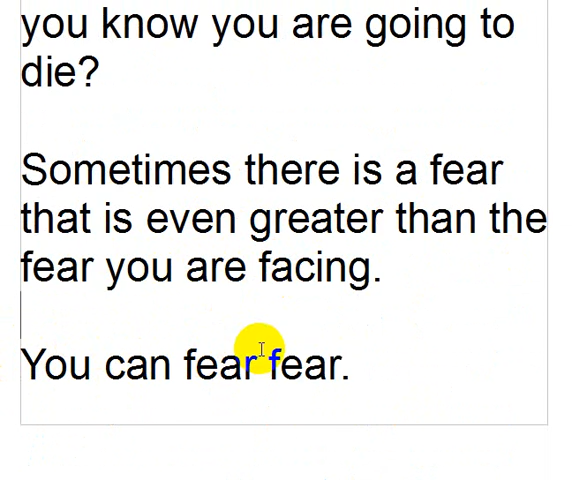 you know you are going to
die?
Sometimes there is a fear
that is even greater than the
fear you are facing.
You can fear fear.